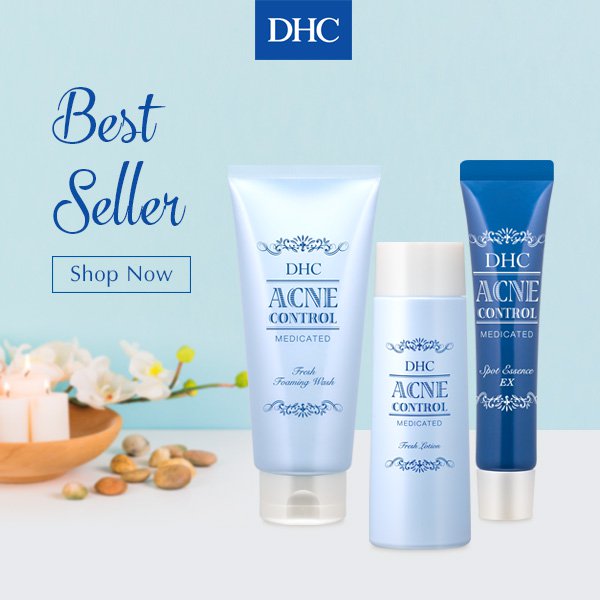 DHC
Best
Seller
Shop Now
DHC
ACNE
CONTROL
MEDICATED
Fresh
Foaming Wash
DHC
ACNE
CONTROL
MEDICATED
Fresh Lotion
DHC
ACNE
CONTROL
MEDICATED
Spot Essence
EX